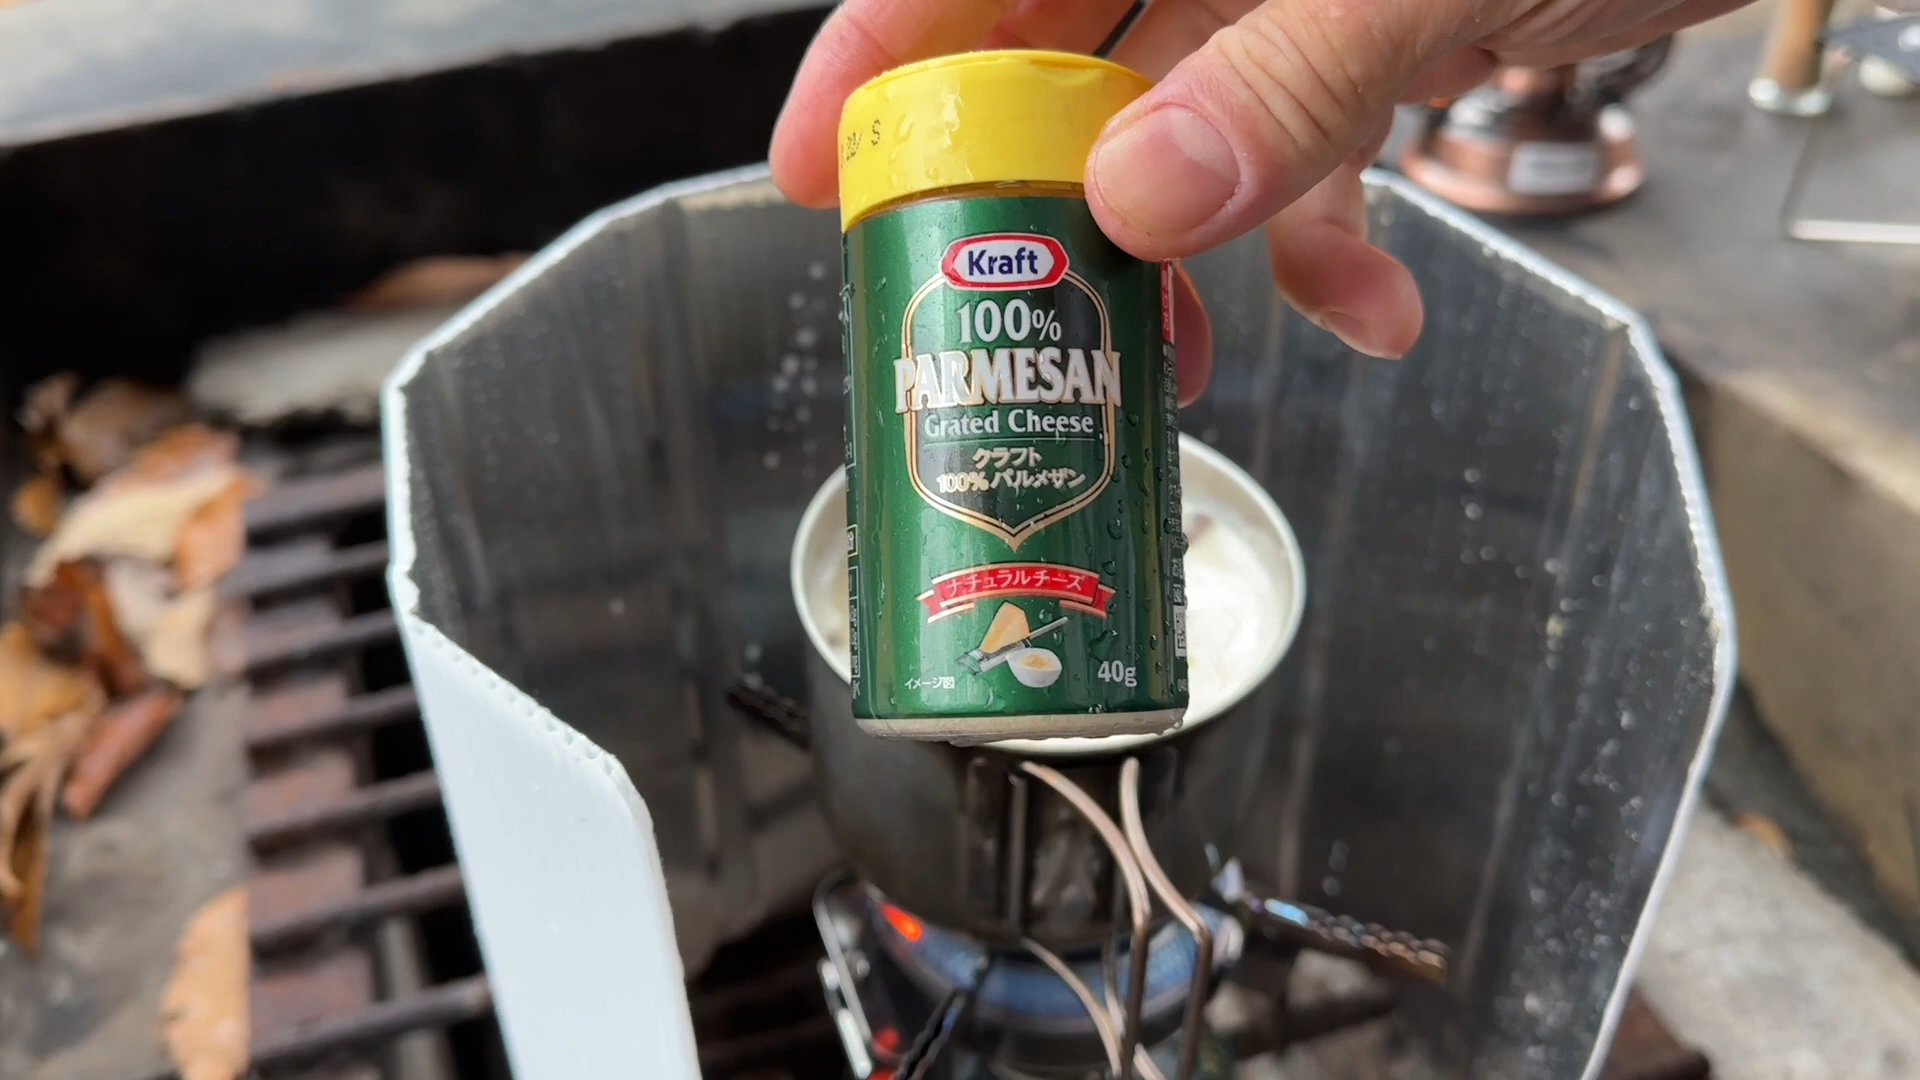 Kraft
100%
PARMESAN
Grated Cheese
クラフト
100%パルメザン
ナチュラルチーズ
イメージ図
40g